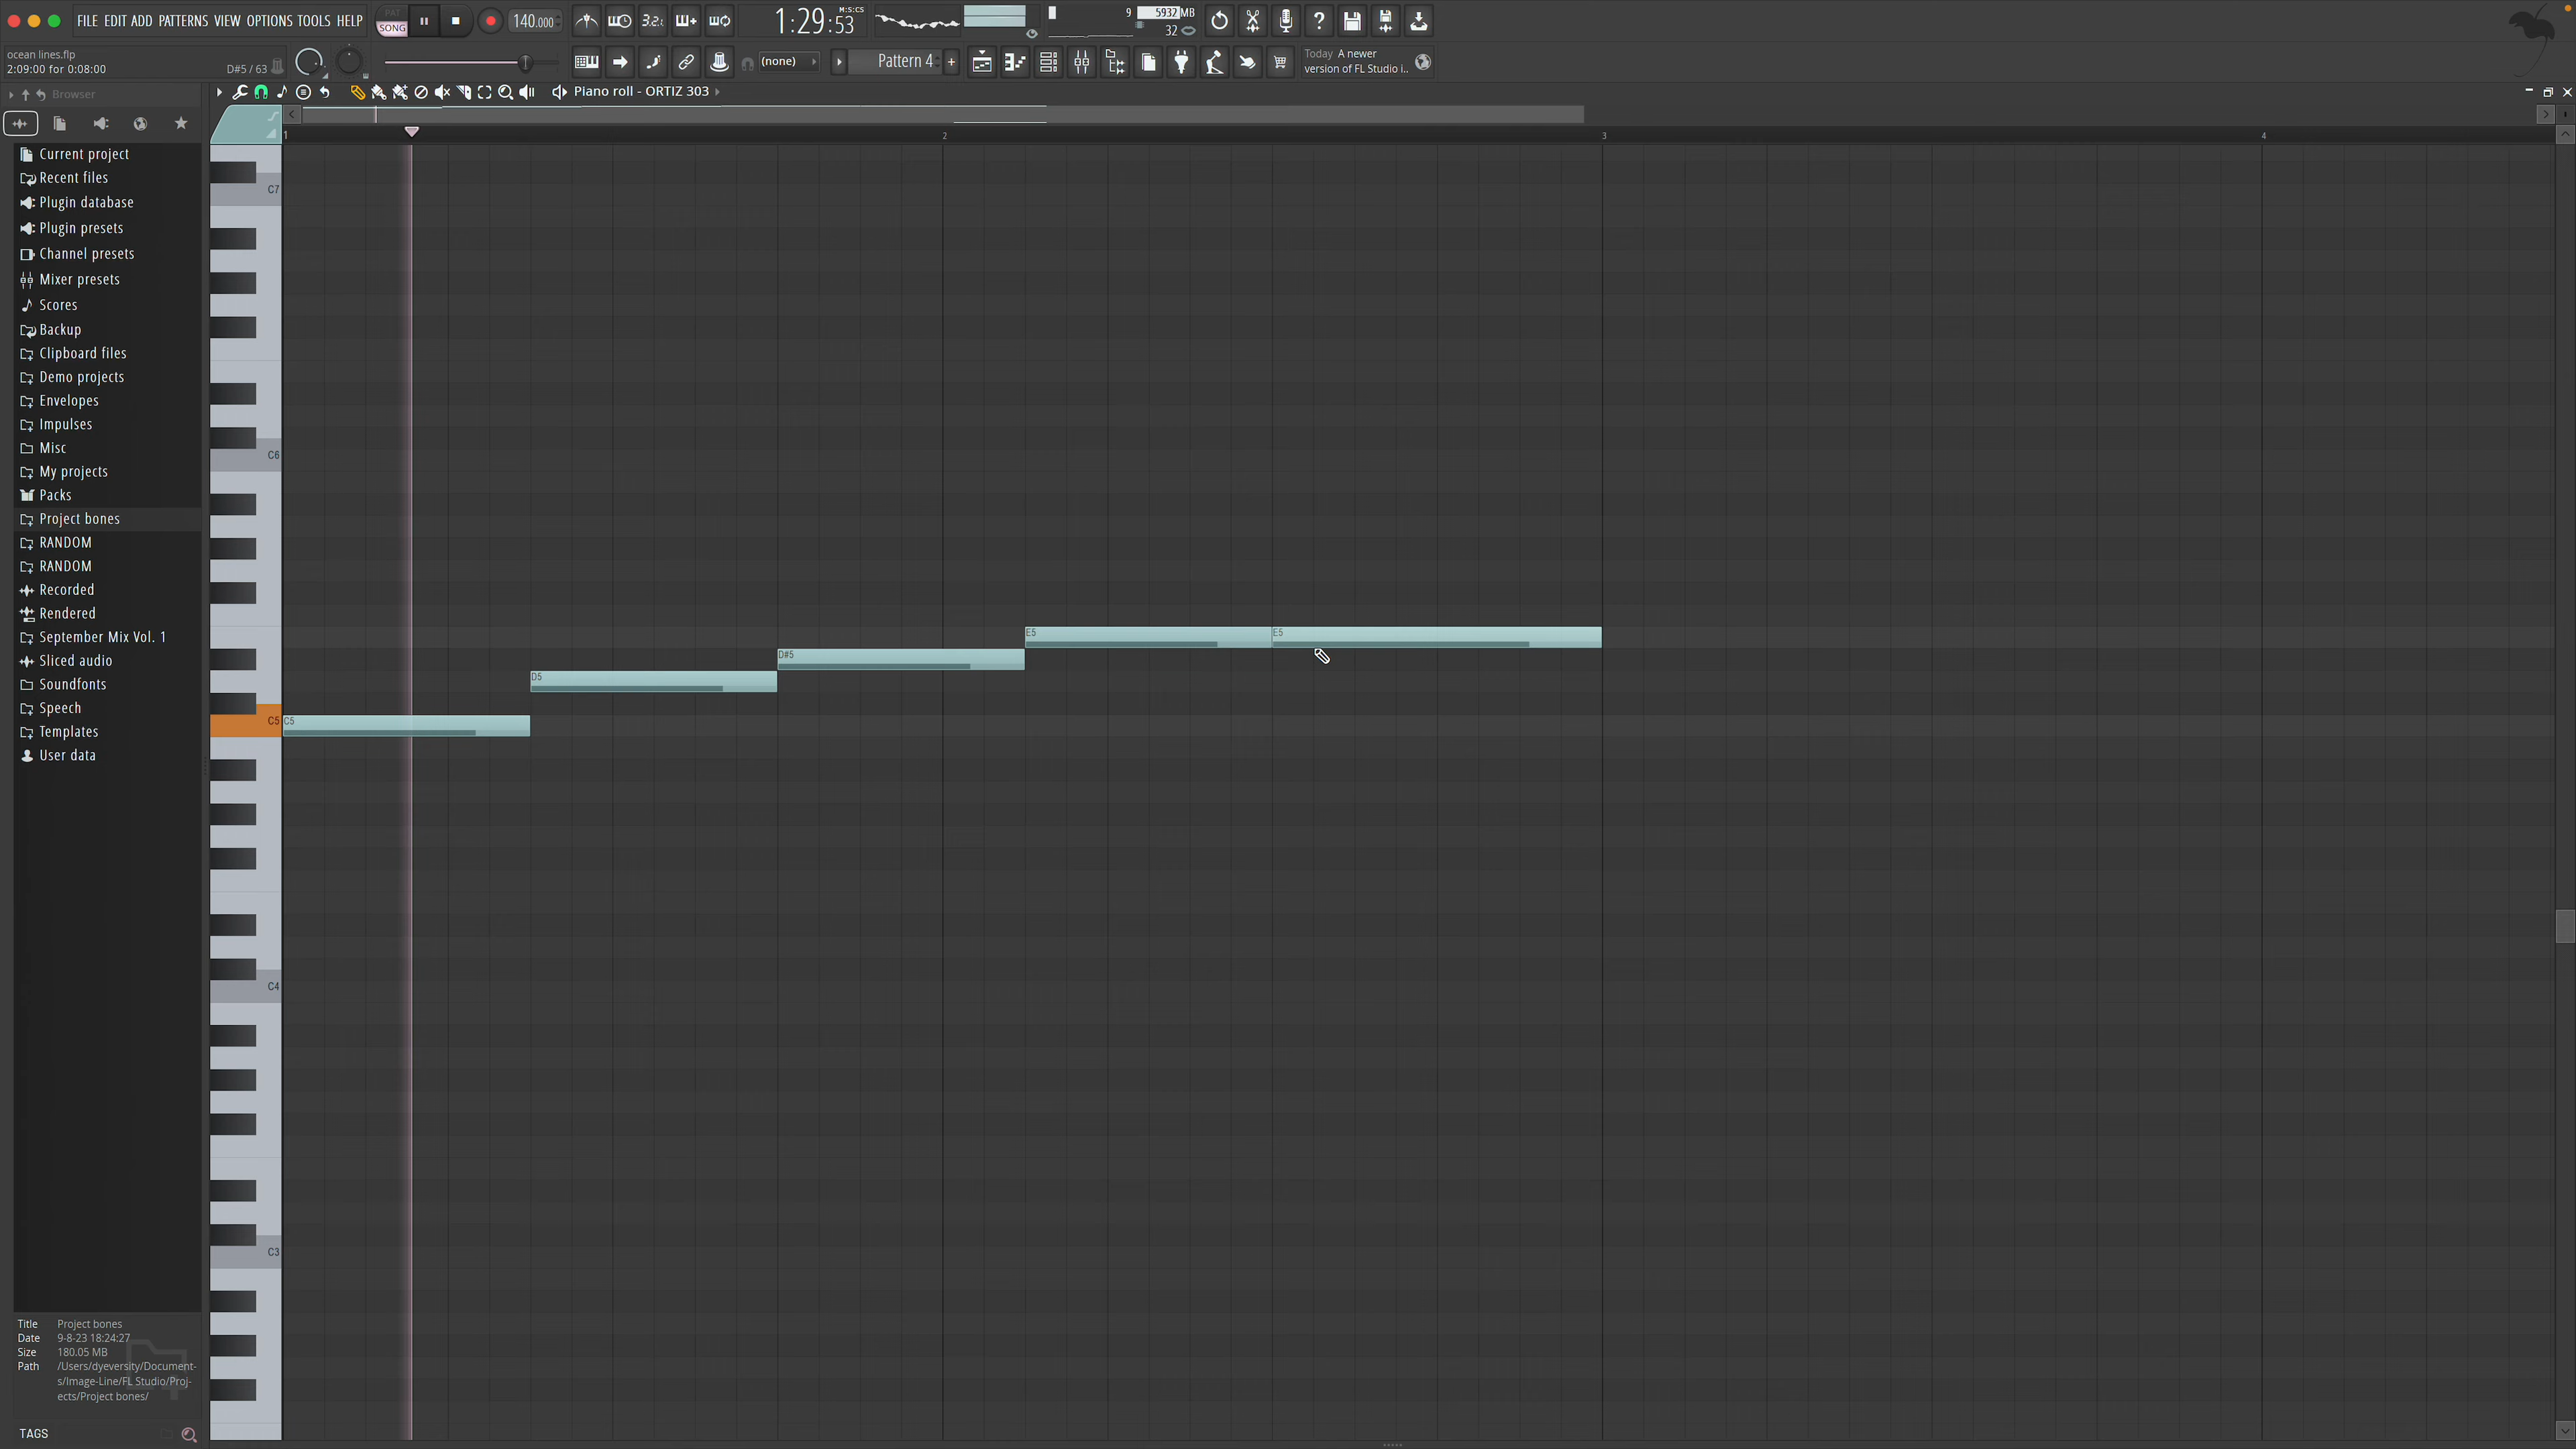 FILE EDIT ADD PATTERNS VIEW OPTIONS TOOLS HELP
PAT
SONG
140.000
3.2.
1:29:53
M:S:CS
9
5932MB
32
ocean lines.flp
2:09:00 for 0:08:00
D#5 / 63
(none)
Pattern 4
+
Today A newer
version of FL Studio i..
Browser
Piano roll - ORTIZ 303
1
2
3
4
Current project
Recent files
Plugin database
Plugin presets
Channel presets
Mixer presets
Scores
Backup
Clipboard files
Demo projects
Envelopes
Impulses
Misc
My projects
Packs
Project bones
RANDOM
RANDOM
Recorded
Rendered
September Mix Vol. 1
Sliced audio
Soundfonts
Speech
Templates
User data
C7
C6
E5
E5
D#5
D5
C5
C5
C4
C3
Title Project bones
Date 9-8-23 18:24:27
Size 180.05 MB
Path /Users/dyeversity/Document-
s/Image-Line/FL Studio/Proj-
ects/Project bones/
TAGS